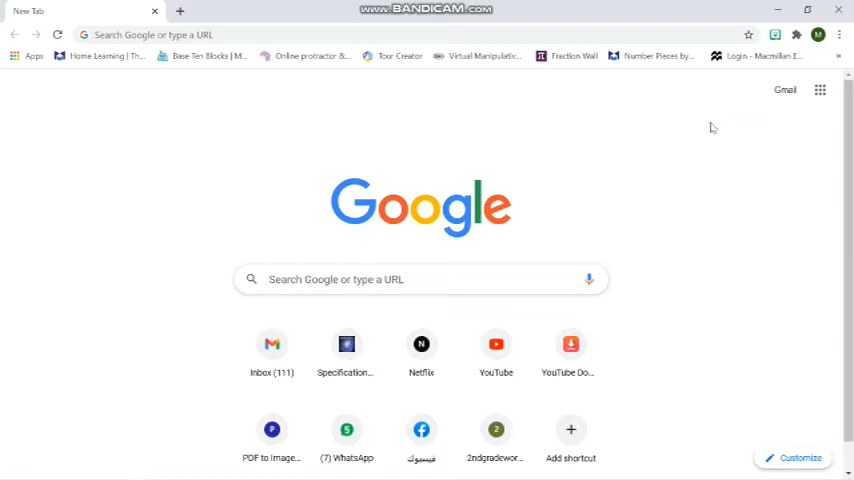 www.BANDICAM.com
New Tab
Search Google or type a URL
Apps Home Learning | Th... Base Ten Blocks | M... Online protractor &... Tour Creator Virtual Manipulativ... Fraction Wall Number Pieces by... Login - Macmillan E... »
Gmail
Google
Search Google or type a URL
Inbox (111) Specification... Netflix YouTube YouTube Do...
PDF to Image... (7) WhatsApp فيسبوك 2ndgradewor... Add shortcut
Customize